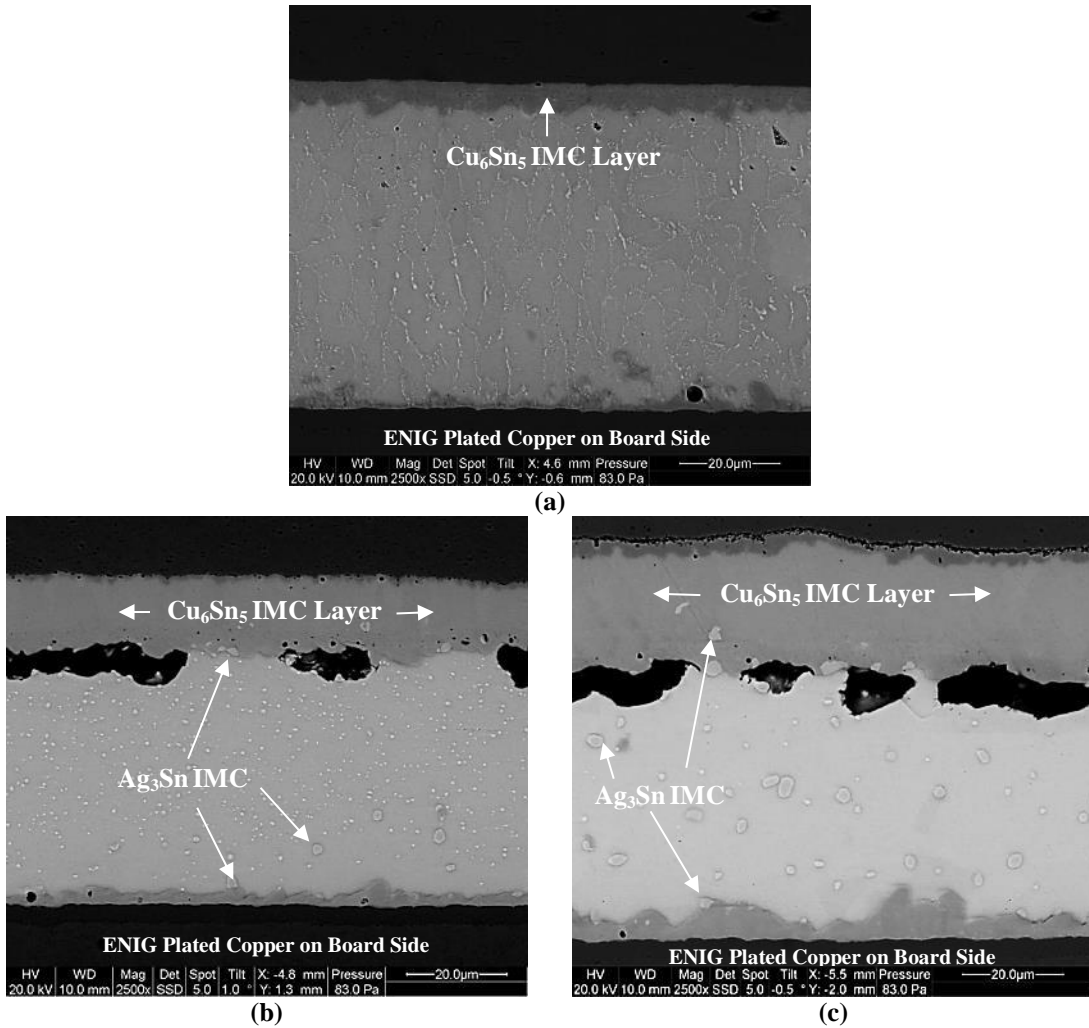 Cu₆Sn₅ IMC Layer
ENIG Plated Copper on Board Side
HV WD Mag Det Spot Tilt X: 4.6 mm Pressure
20.0 kV 10.0 mm 2500x SSD 5.0 -0.5 ° Y: -0.6 mm 83.0 Pa
20.0µm
(a)
Cu₆Sn₅ IMC Layer
Ag₃Sn IMC
ENIG Plated Copper on Board Side
HV WD Mag Det Spot Tilt X: -4.8 mm Pressure
20.0 kV 10.0 mm 2500x SSD 5.0 1.0 ° Y: 1.3 mm 83.0 Pa
20.0µm
(b)
Cu₆Sn₅ IMC Layer
Ag₃Sn IMC
ENIG Plated Copper on Board Side
HV WD Mag Det Spot Tilt X: -5.5 mm Pressure
20.0 kV 10.0 mm 2500x SSD 5.0 -0.5 ° Y: -2.0 mm 83.0 Pa
20.0µm
(c)